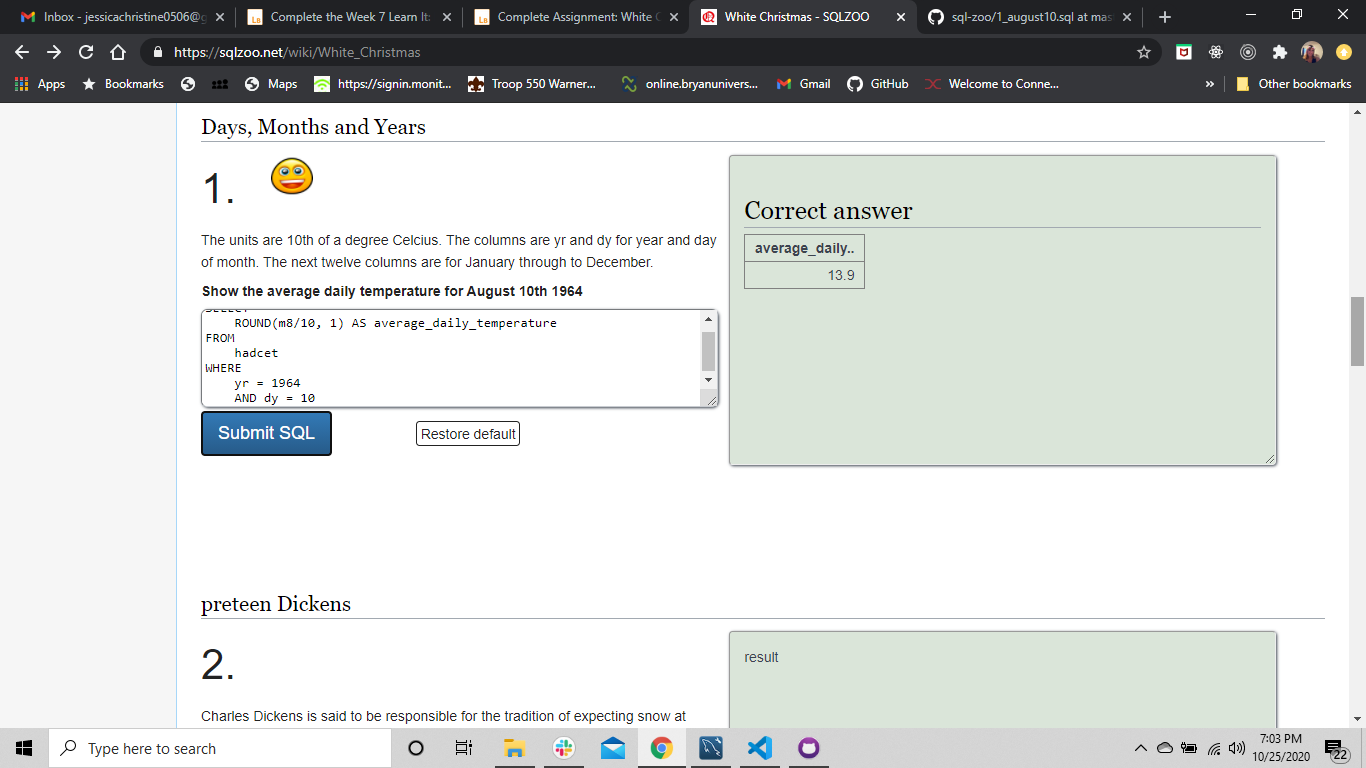 Inbox - jessicachristine0506@g
Complete the Week 7 Learn It:
Complete Assignment: White C
White Christmas - SQLZOO
sql-zoo/1_august10.sql at mas
https://sqlzoo.net/wiki/White_Christmas
Apps
Bookmarks
Maps
https://signin.monit...
Troop 550 Warner...
online.bryanunivers...
Gmail
GitHub
Welcome to Conne...
»
Other bookmarks
Days, Months and Years
1.
The units are 10th of a degree Celcius. The columns are yr and dy for year and day
of month. The next twelve columns are for January through to December.
Show the average daily temperature for August 10th 1964
SELECT
ROUND(m8/10, 1) AS average_daily_temperature
FROM
hadcet
WHERE
yr = 1964
AND dy = 10
Submit SQL
Restore default
Correct answer
average_daily..
13.9
preteen Dickens
2.
Charles Dickens is said to be responsible for the tradition of expecting snow at
result
Type here to search
7:03 PM
10/25/2020
22